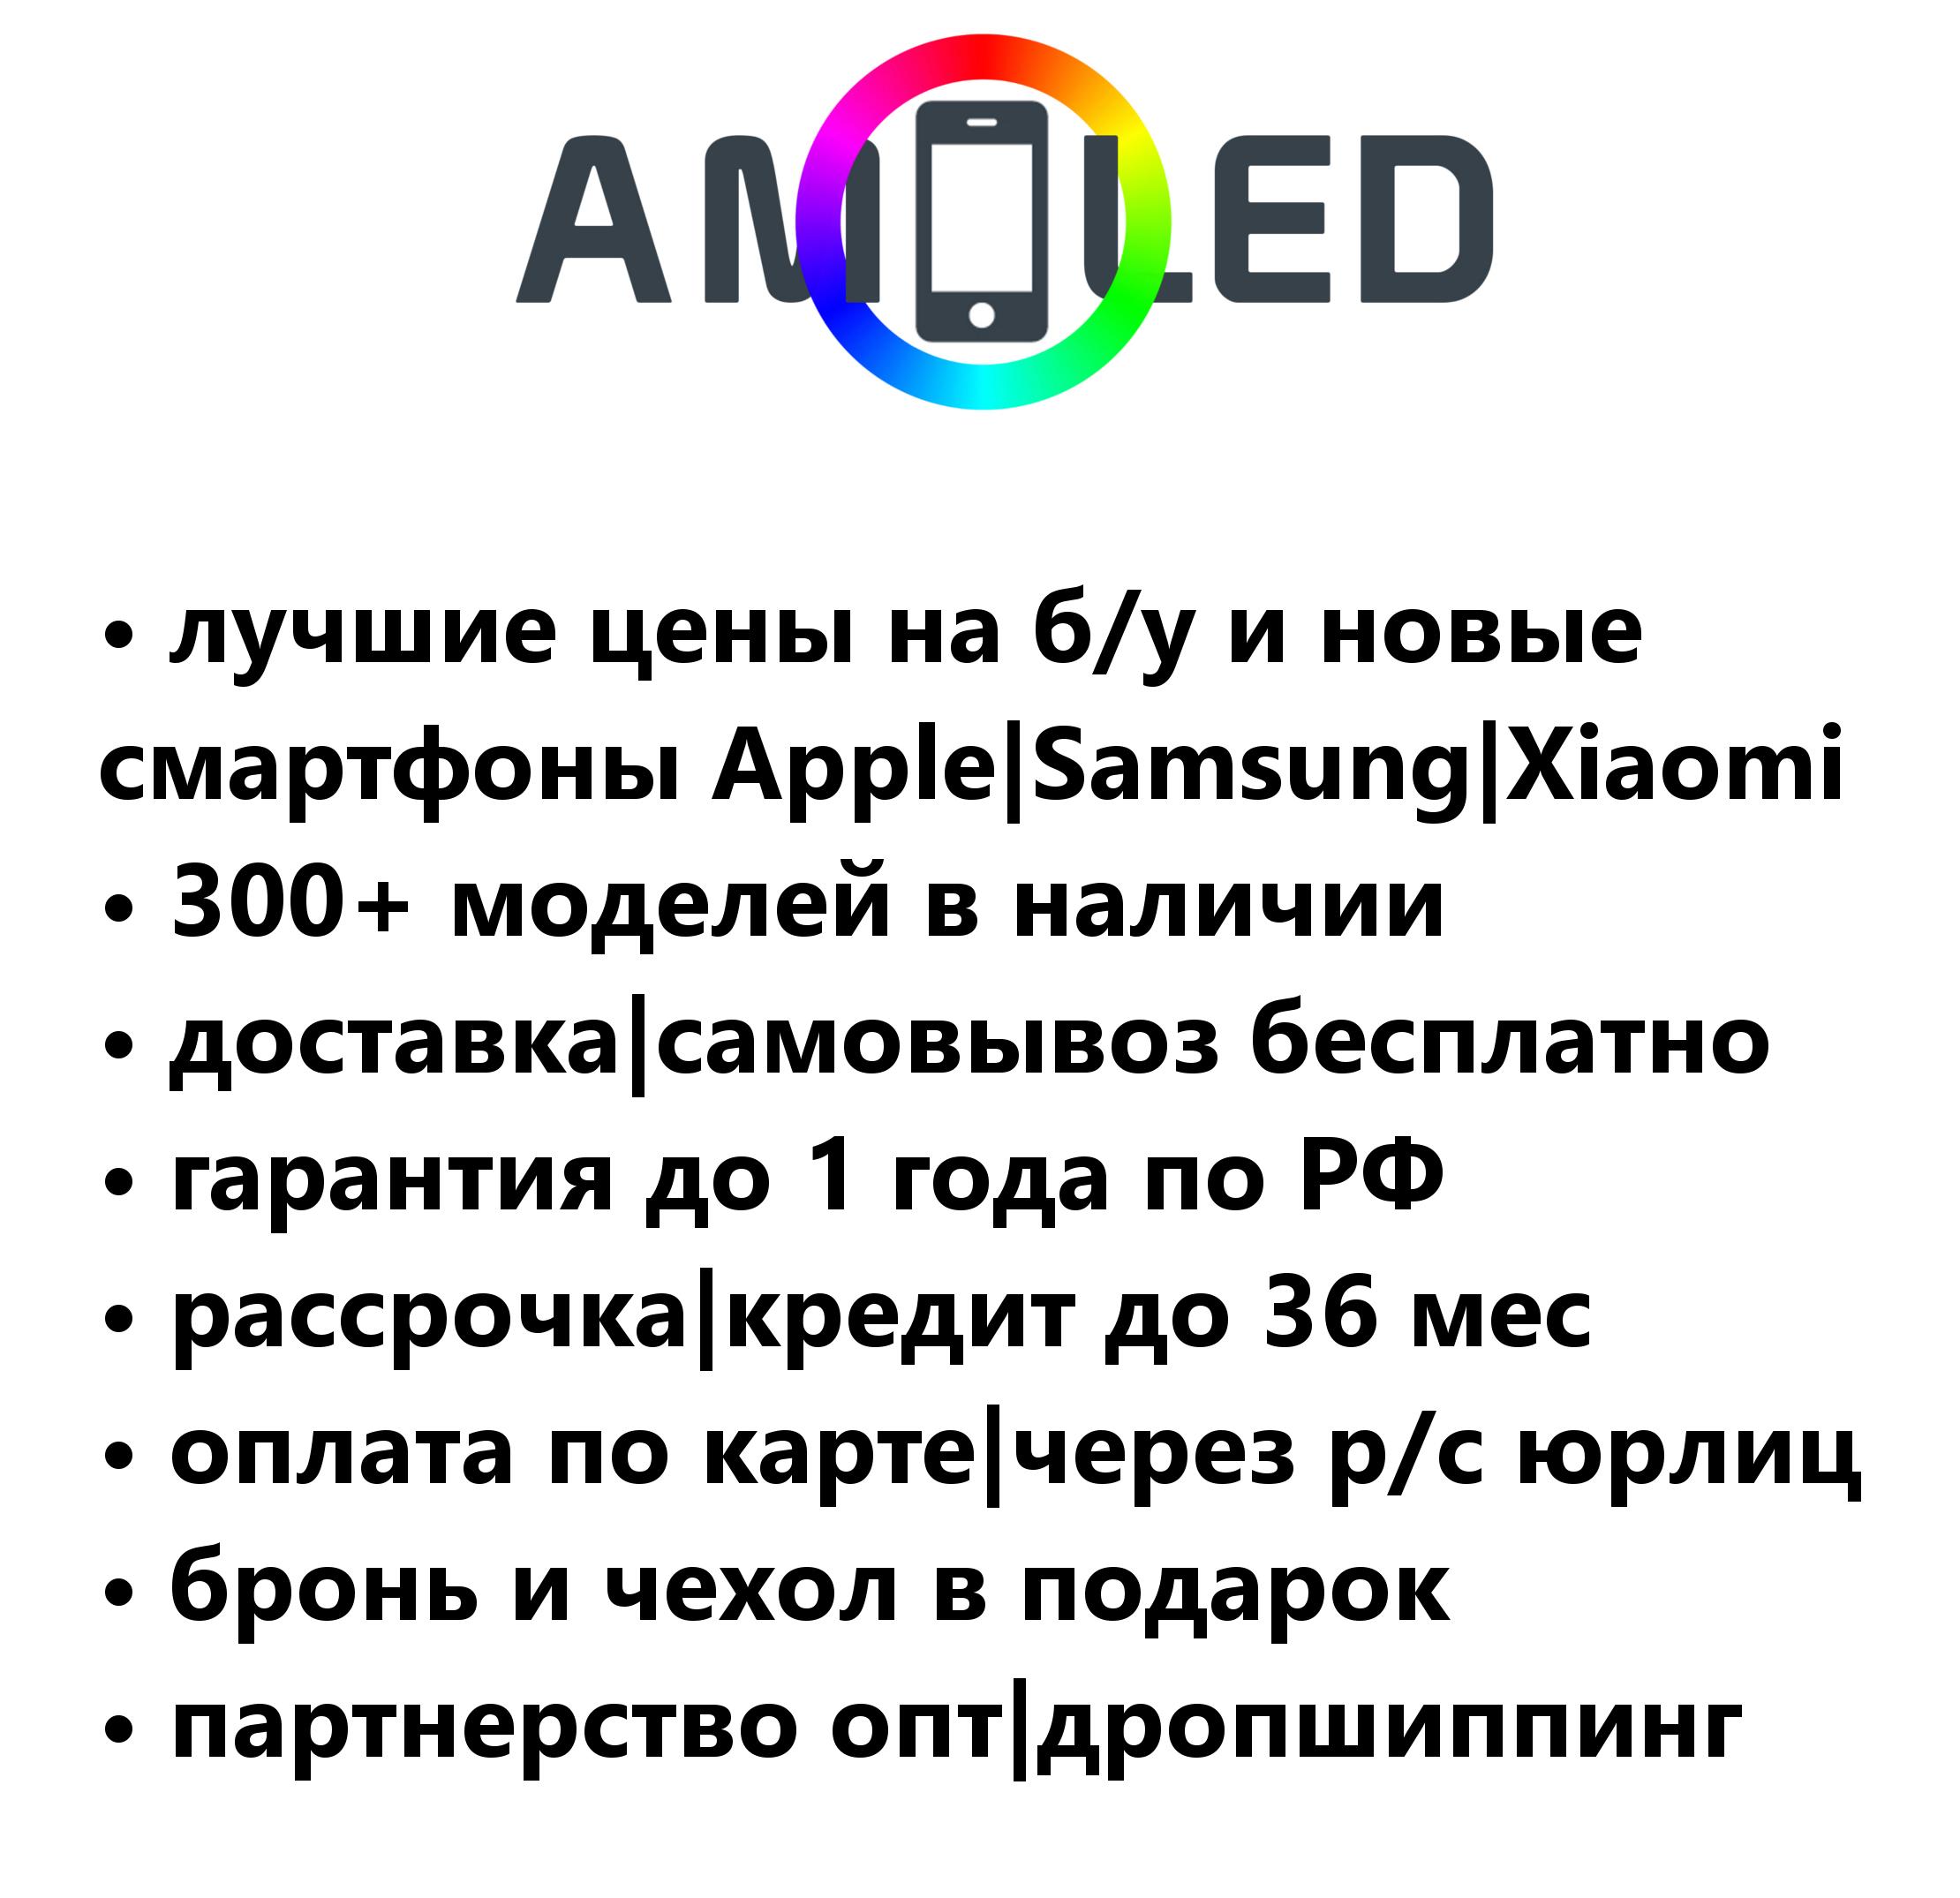 AMOLED
• лучшие цены на б/у и новые
смартфоны Apple|Samsung|Xiaomi
• 300+ моделей в наличии
• доставка|самовывоз бесплатно
• гарантия до 1 года по РФ
• рассрочка|кредит до 36 мес
• оплата по карте|через р/с юрлиц
• бронь и чехол в подарок
• партнерство опт|дропшиппинг